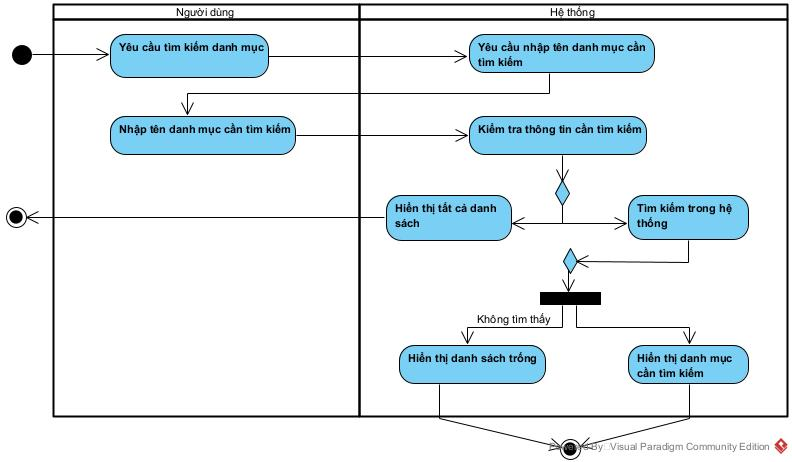 Người dùng
Hệ thống
Yêu cầu tìm kiếm danh mục
Yêu cầu nhập tên danh mục cần
tìm kiếm
Nhập tên danh mục cần tìm kiếm
Kiểm tra thông tin cần tìm kiếm
Hiển thị tất cả danh
sách
Tìm kiếm trong hệ
thống
Không tìm thấy
Hiển thị danh sách trống
Hiển thị danh mục
cần tìm kiếm
Powered By Visual Paradigm Community Edition